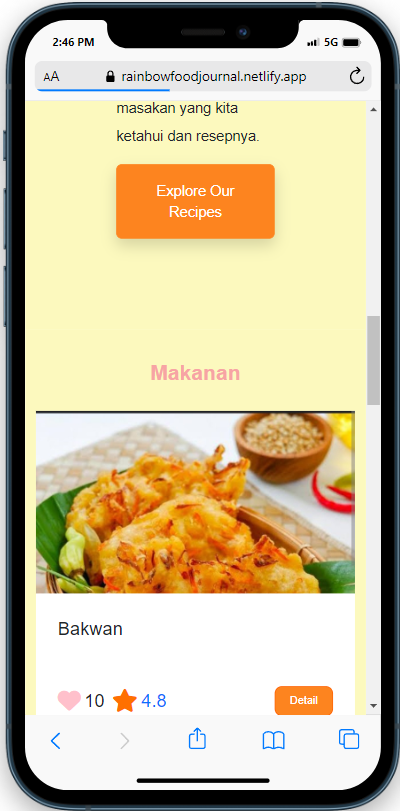 2:46 PM
5G
AA
rainbowfoodjournal.netlify.app
masakan yang kita
ketahui dan resepnya.
Explore Our
Recipes
Makanan
Bakwan
10
4.8
Detail